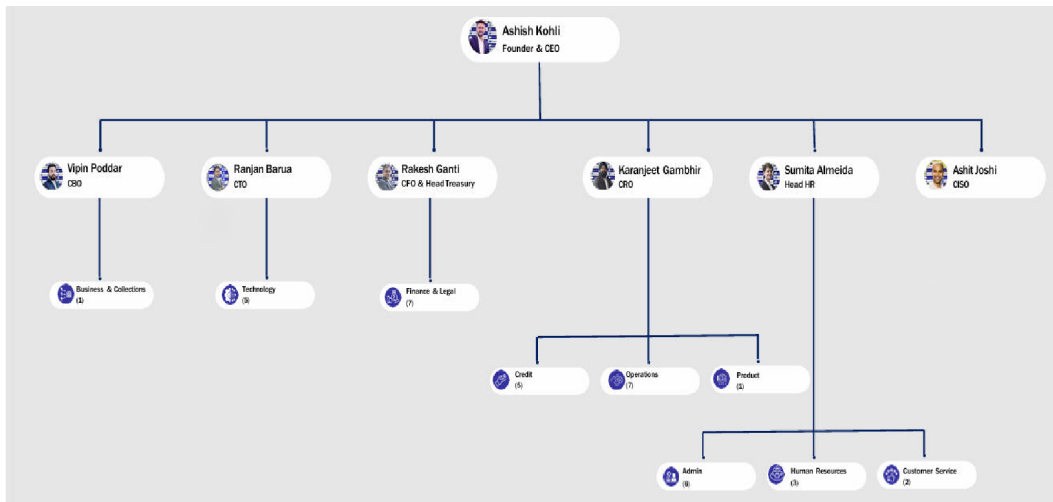 Ashish Kohli
Founder & CEO
Vipin Poddar
CBO
Ranjan Barua
CTO
Rakesh Ganti
CFO & Head Treasury
Karanjeet Gambhir
CRO
Sumita Almeida
Head HR
Ashit Joshi
CISO
Business & Collections
(1)
Technology
(5)
Finance & Legal
(7)
Credit
Operations
(7)
Product
(1)
Admin
Human Resources
(3)
Customer Service
(2)